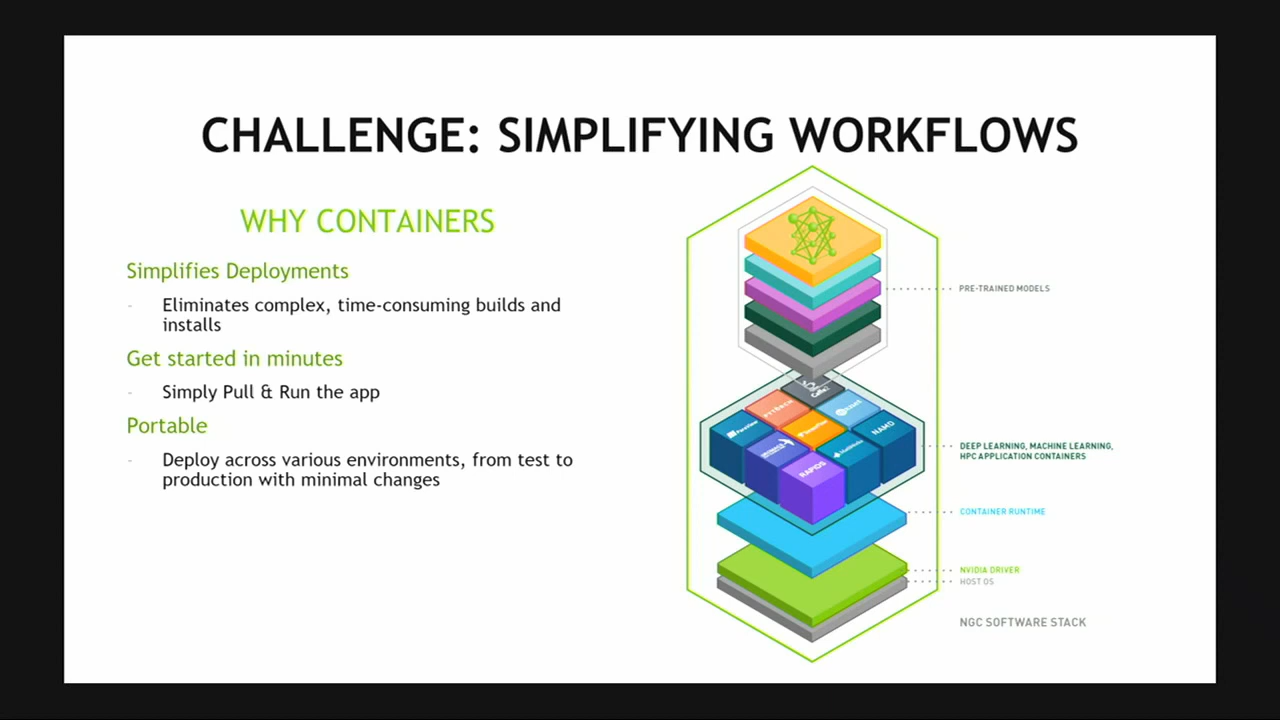 CHALLENGE: SIMPLIFYING WORKFLOWS
WHY CONTAINERS
Simplifies Deployments
- Eliminates complex, time-consuming builds and
installs
Get started in minutes
- Simply Pull & Run the app
Portable
- Deploy across various environments, from test to
production with minimal changes
PRE-TRAINED MODELS
PYTORCH
TensorFlow
NAMD
ParaView
RAPIDS
DEEP LEARNING, MACHINE LEARNING,
HPC APPLICATION CONTAINERS
CONTAINER RUNTIME
NVIDIA DRIVER
HOST OS
NGC SOFTWARE STACK